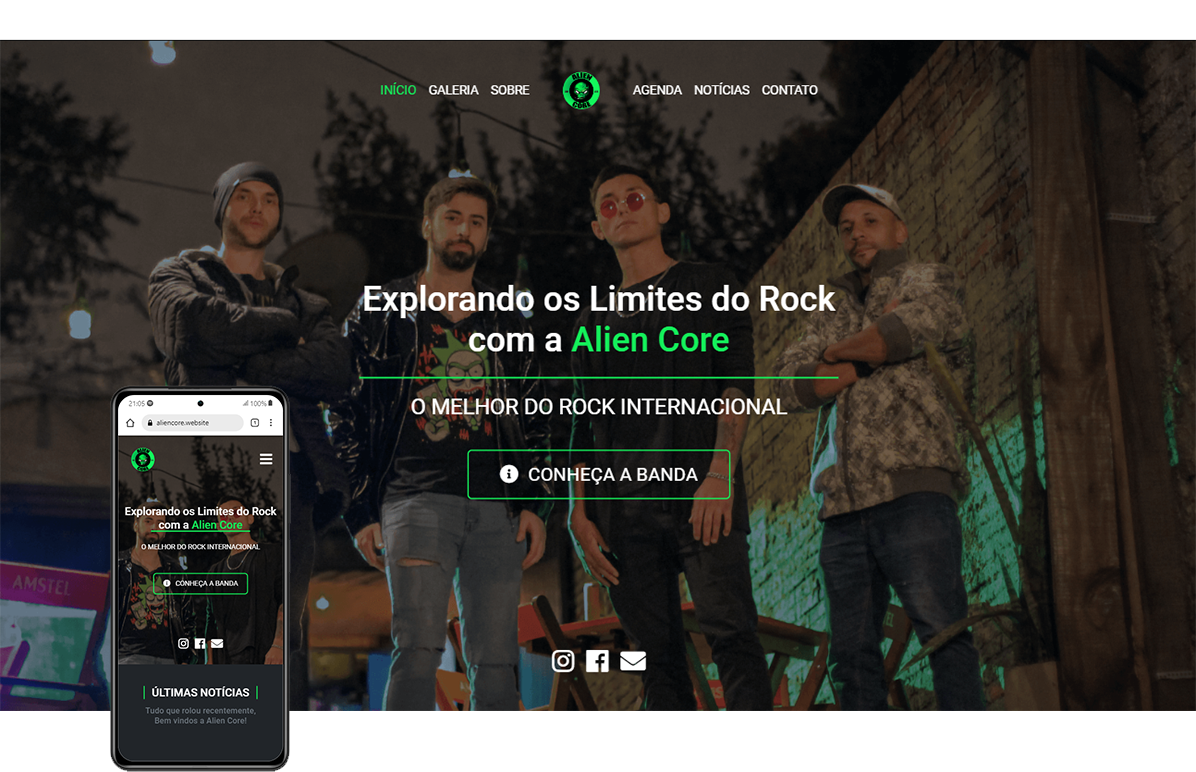 INÍCIO GALERIA SOBRE
ALIEN
CORE
AGENDA NOTÍCIAS CONTATO
Explorando os Limites do Rock
com a Alien Core
O MELHOR DO ROCK INTERNACIONAL
CONHEÇA A BANDA
AMSTEL
21:05
100%
aliencore.website
ALIEN
CORE
Explorando os Limites do Rock
com a Alien Core
O MELHOR DO ROCK INTERNACIONAL
CONHEÇA A BANDA
ÚLTIMAS NOTÍCIAS
Tudo que rolou recentemente,
Bem vindos a Alien Core!